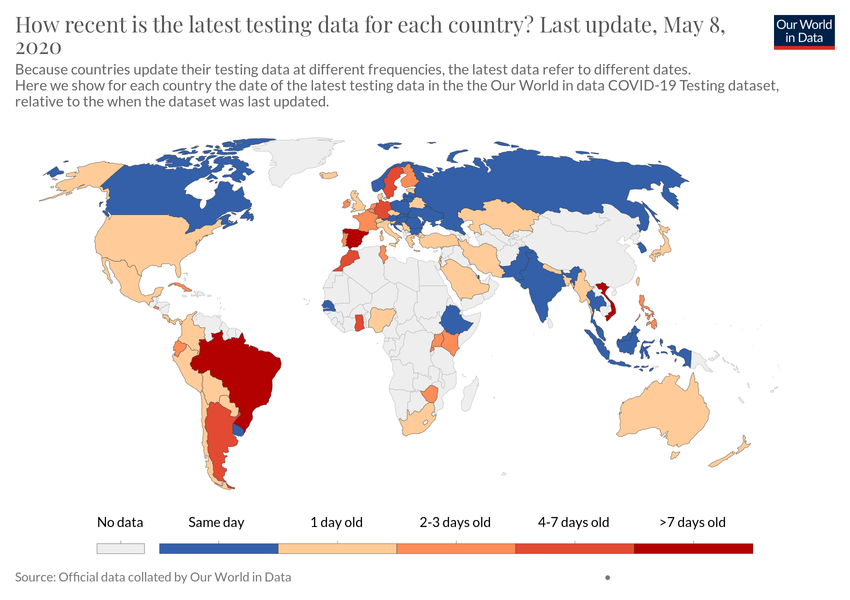 How recent is the latest testing data for each country? Last update, May 8,
2020
Our World
in Data
Because countries update their testing data at different frequencies, the latest data refer to different dates.
Here we show for each country the date of the latest testing data in the the Our World in data COVID-19 Testing dataset,
relative to the when the dataset was last updated.
No data
Same day
1 day old
2-3 days old
4-7 days old
>7 days old
Source: Official data collated by Our World in Data